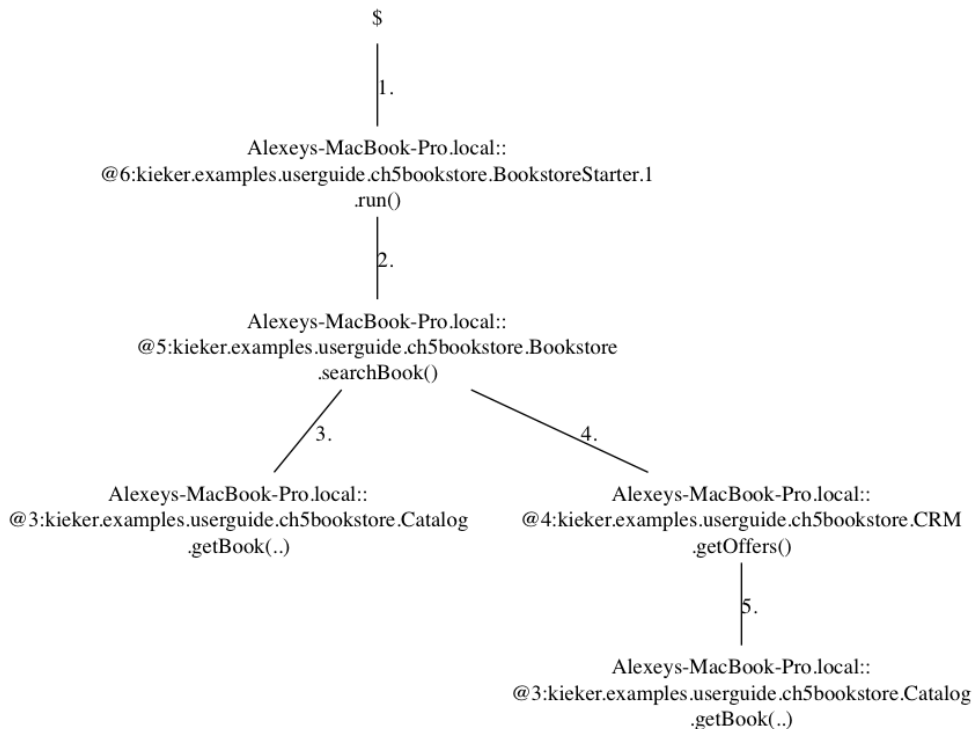 $
1.
Alexeys-MacBook-Pro.local::
@6:kieker.examples.userguide.ch5bookstore.BookstoreStarter.1
.run()
2.
Alexeys-MacBook-Pro.local::
@5:kieker.examples.userguide.ch5bookstore.Bookstore
.searchBook()
3.
4.
Alexeys-MacBook-Pro.local::
@3:kieker.examples.userguide.ch5bookstore.Catalog
.getBook(..)
Alexeys-MacBook-Pro.local::
@4:kieker.examples.userguide.ch5bookstore.CRM
.getOffers()
5.
Alexeys-MacBook-Pro.local::
@3:kieker.examples.userguide.ch5bookstore.Catalog
.getBook(..)